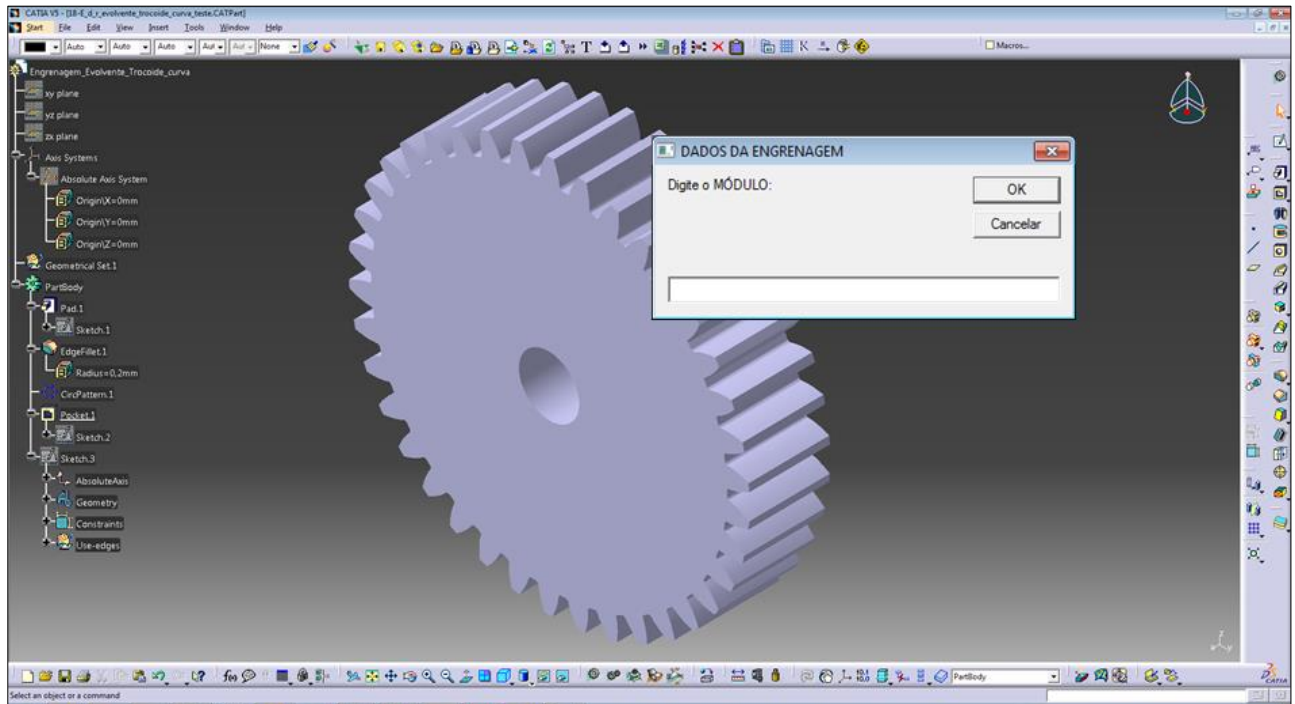 CATIA V5 - [18-E_d_r_evolvente_trocoide_curva_teste.CATPart]
Start File Edit View Insert Tools Window Help
Auto Auto Auto Aut Aut None Macros...
Engrenagem_Evolvente_Trocoide_curva
xy plane
yz plane
zx plane
Axis Systems
Absolute Axis System
Origin\X=0mm
Origin\Y=0mm
Origin\Z=0mm
Geometrical Set.1
PartBody
Pad.1
Sketch.1
EdgeFillet.1
Radius=0,2mm
CircPattern.1
Pocket.1
Sketch.2
Sketch.3
AbsoluteAxis
Geometry
Constraints
Use-edges
DADOS DA ENGRENAGEM
Digite o MÓDULO:
OK
Cancelar
PartBody
CATIA
Select an object or a command